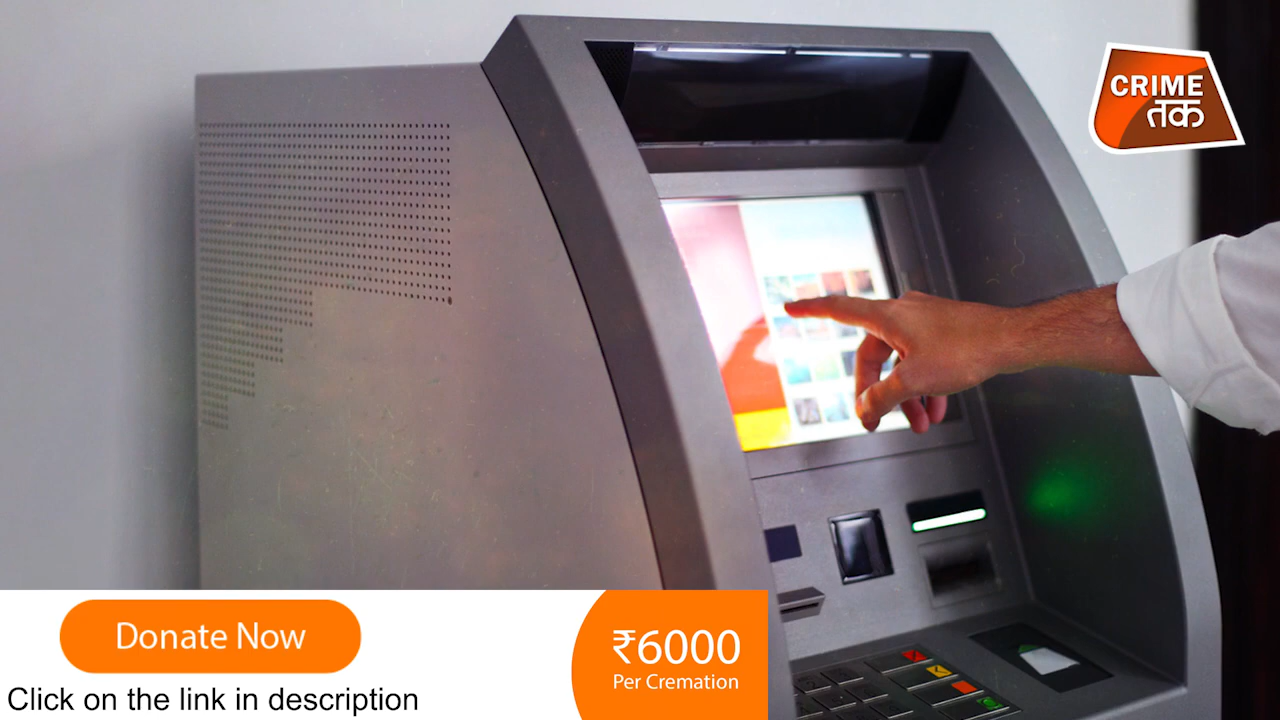 CRIME
तक
Donate Now
₹6000
Per Cremation
Click on the link in description